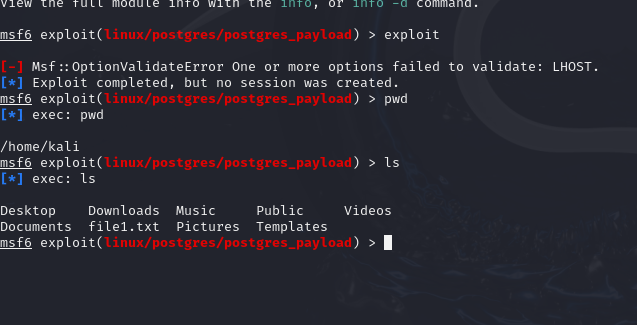 View the full module info with the info, or info -d command.
msf6 exploit(linux/postgres/postgres_payload) > exploit
[-] Msf::OptionValidateError One or more options failed to validate: LHOST.
[*] Exploit completed, but no session was created.
msf6 exploit(linux/postgres/postgres_payload) > pwd
[*] exec: pwd
/home/kali
msf6 exploit(linux/postgres/postgres_payload) > ls
[*] exec: ls
Desktop    Downloads  Music     Public     Videos
Documents  file1.txt  Pictures  Templates
msf6 exploit(linux/postgres/postgres_payload) >